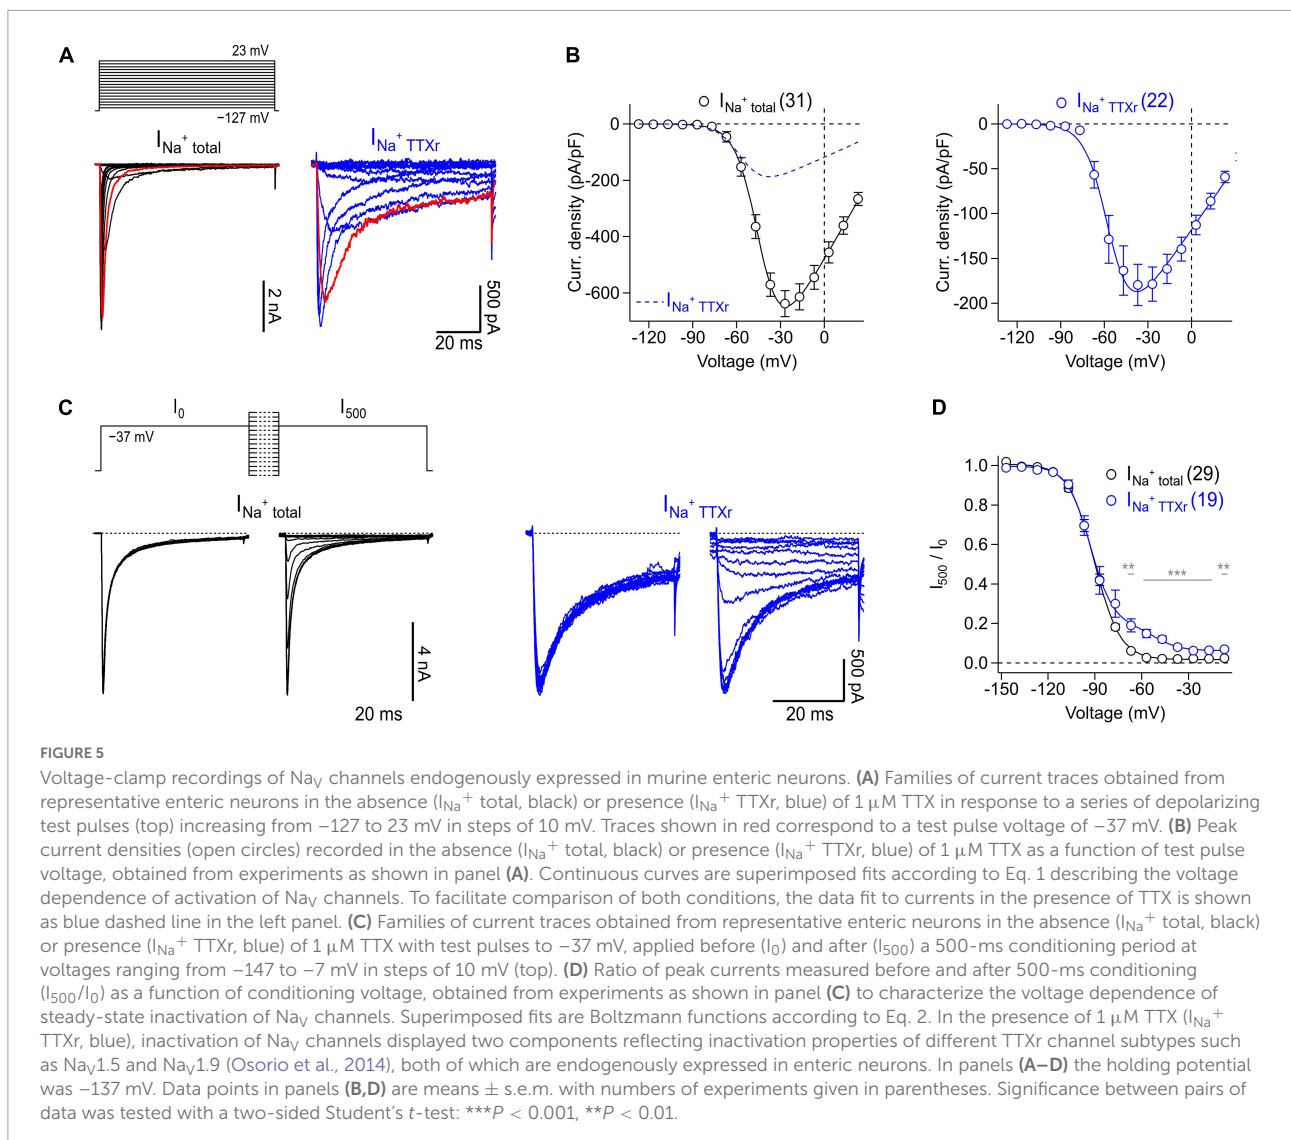 A
23 mV
−127 mV
I Na+ total
I Na+ TTXr
2 nA
500 pA
20 ms
B
I Na+ total (31)
0
-200
-400
-600
Curr. density (pA/pF)
I Na+ TTXr
-120 -90 -60 -30 0
Voltage (mV)
I Na+ TTXr (22)
0
-50
-100
-150
-200
Curr. density (pA/pF)
-120 -90 -60 -30 0
Voltage (mV)
C
I0 I500
−37 mV
I Na+ total
I Na+ TTXr
4 nA
20 ms
500 pA
20 ms
D
I Na+ total (29)
I Na+ TTXr (19)
1.0
0.8
0.6
0.4
0.2
0.0
I500 / I0
** *** **
-150 -120 -90 -60 -30
Voltage (mV)
FIGURE 5
Voltage-clamp recordings of NaV channels endogenously expressed in murine enteric neurons. (A) Families of current traces obtained from
representative enteric neurons in the absence (INa+ total, black) or presence (INa+ TTXr, blue) of 1 μM TTX in response to a series of depolarizing
test pulses (top) increasing from −127 to 23 mV in steps of 10 mV. Traces shown in red correspond to a test pulse voltage of −37 mV. (B) Peak
current densities (open circles) recorded in the absence (INa+ total, black) or presence (INa+ TTXr, blue) of 1 μM TTX as a function of test pulse
voltage, obtained from experiments as shown in panel (A). Continuous curves are superimposed fits according to Eq. 1 describing the voltage
dependence of activation of NaV channels. To facilitate comparison of both conditions, the data fit to currents in the presence of TTX is shown
as blue dashed line in the left panel. (C) Families of current traces obtained from representative enteric neurons in the absence (INa+ total, black)
or presence (INa+ TTXr, blue) of 1 μM TTX with test pulses to −37 mV, applied before (I0) and after (I500) a 500-ms conditioning period at
voltages ranging from −147 to −7 mV in steps of 10 mV (top). (D) Ratio of peak currents measured before and after 500-ms conditioning
(I500/I0) as a function of conditioning voltage, obtained from experiments as shown in panel (C) to characterize the voltage dependence of
steady-state inactivation of NaV channels. Superimposed fits are Boltzmann functions according to Eq. 2. In the presence of 1 μM TTX (INa+
TTXr, blue), inactivation of NaV channels displayed two components reflecting inactivation properties of different TTXr channel subtypes such
as NaV1.5 and NaV1.9 (Osorio et al., 2014), both of which are endogenously expressed in enteric neurons. In panels (A–D) the holding potential
was −137 mV. Data points in panels (B,D) are means ± s.e.m. with numbers of experiments given in parentheses. Significance between pairs of
data was tested with a two-sided Student's t-test: ***P < 0.001, **P < 0.01.